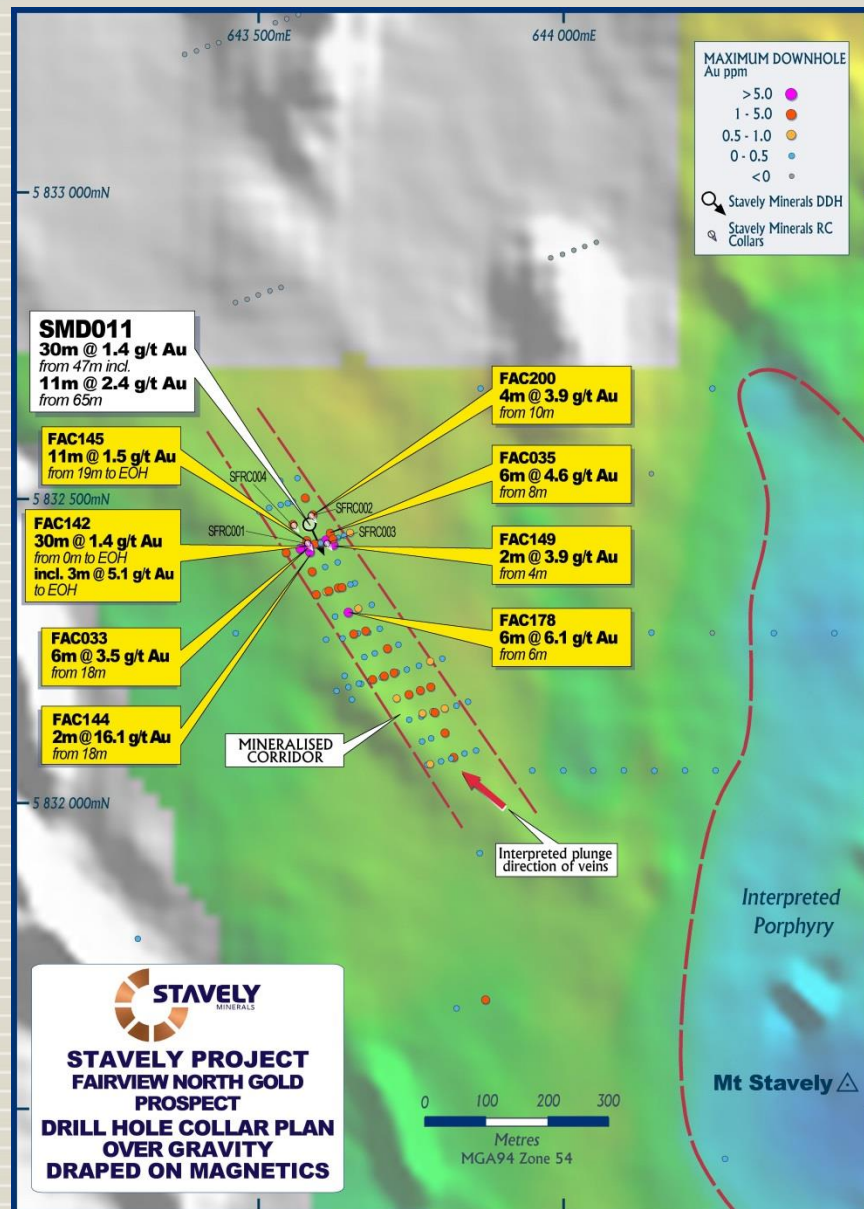 643 500mE
644 000mE
MAXIMUM DOWNHOLE
Au ppm
>5.0
1 - 5.0
0.5 - 1.0
0 - 0.5
<0
Stavely Minerals DDH
Stavely Minerals RC
Collars
5 833 000mN
SMD011
30m @ 1.4 g/t Au
from 47m incl.
11m @ 2.4 g/t Au
from 65m
FAC200
4m @ 3.9 g/t Au
from 10m
FAC145
11m @ 1.5 g/t Au
from 19m to EOH
SFRC004
SFRC002
FAC035
6m @ 4.6 g/t Au
from 8m
5 832 500mN
SFRC001
SFRC003
FAC142
30m @ 1.4 g/t Au
from 0m to EOH
incl. 3m @ 5.1 g/t Au
to EOH
FAC149
2m @ 3.9 g/t Au
from 4m
FAC033
6m @ 3.5 g/t Au
from 18m
FAC178
6m @ 6.1 g/t Au
from 6m
FAC144
2m @ 16.1 g/t Au
from 18m
MINERALISED
CORRIDOR
5 832 000mN
Interpreted plunge
direction of veins
Interpreted
Porphyry
STAVELY
MINERALS
STAVELY PROJECT
FAIRVIEW NORTH GOLD
PROSPECT
DRILL HOLE COLLAR PLAN
OVER GRAVITY
DRAPED ON MAGNETICS
Mt Stavely
0 100 200 300
Metres
MGA94 Zone 54